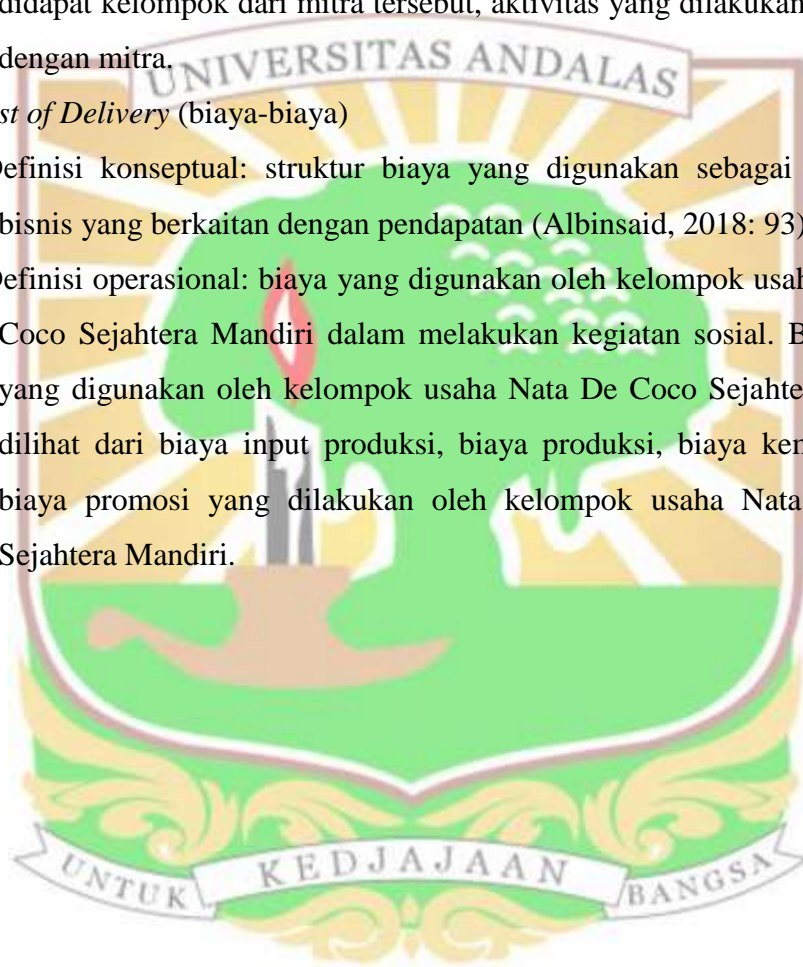 didapat kelompok dari mitra tersebut, aktivitas yang dilakukan
dengan mitra.
UNIVERSITAS ANDALAS
st of Delivery (biaya-biaya)
efinisi konseptual: struktur biaya yang digunakan sebagai
bisnis yang berkaitan dengan pendapatan (Albinsaid, 2018: 93)
efinisi operasional: biaya yang digunakan oleh kelompok usah
Coco Sejahtera Mandiri dalam melakukan kegiatan sosial. B
yang digunakan oleh kelompok usaha Nata De Coco Sejahte
dilihat dari biaya input produksi, biaya produksi, biaya ken
biaya promosi yang dilakukan oleh kelompok usaha Nata
Sejahtera Mandiri.
UNTUK KEDJAJAAN BANGSA